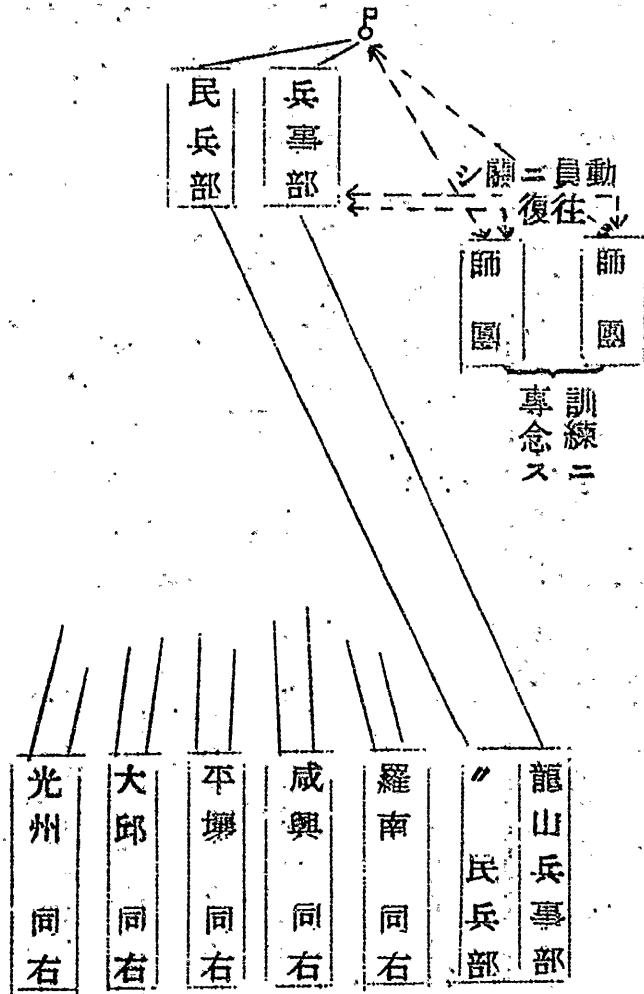 兵事部
民兵部
動員ニ關シ
往復
師團
師團
訓練ニ
專念ス
龍山兵事部
〃 民兵部
羅南 同右
咸興 同右
平壤 同右
大邱 同右
光州 同右